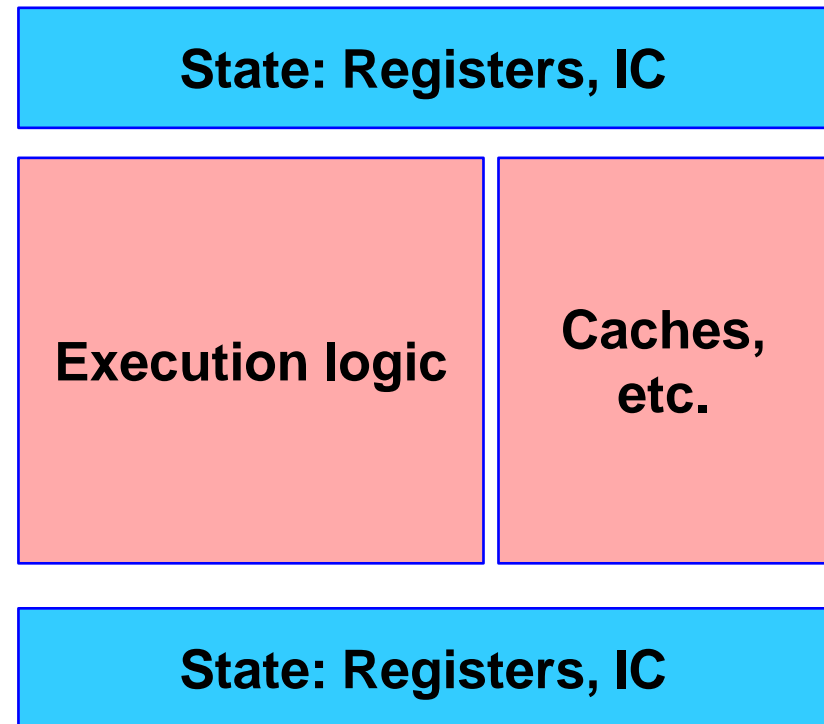 State: Registers, IC
Execution logic
Caches,
etc.
State: Registers, IC